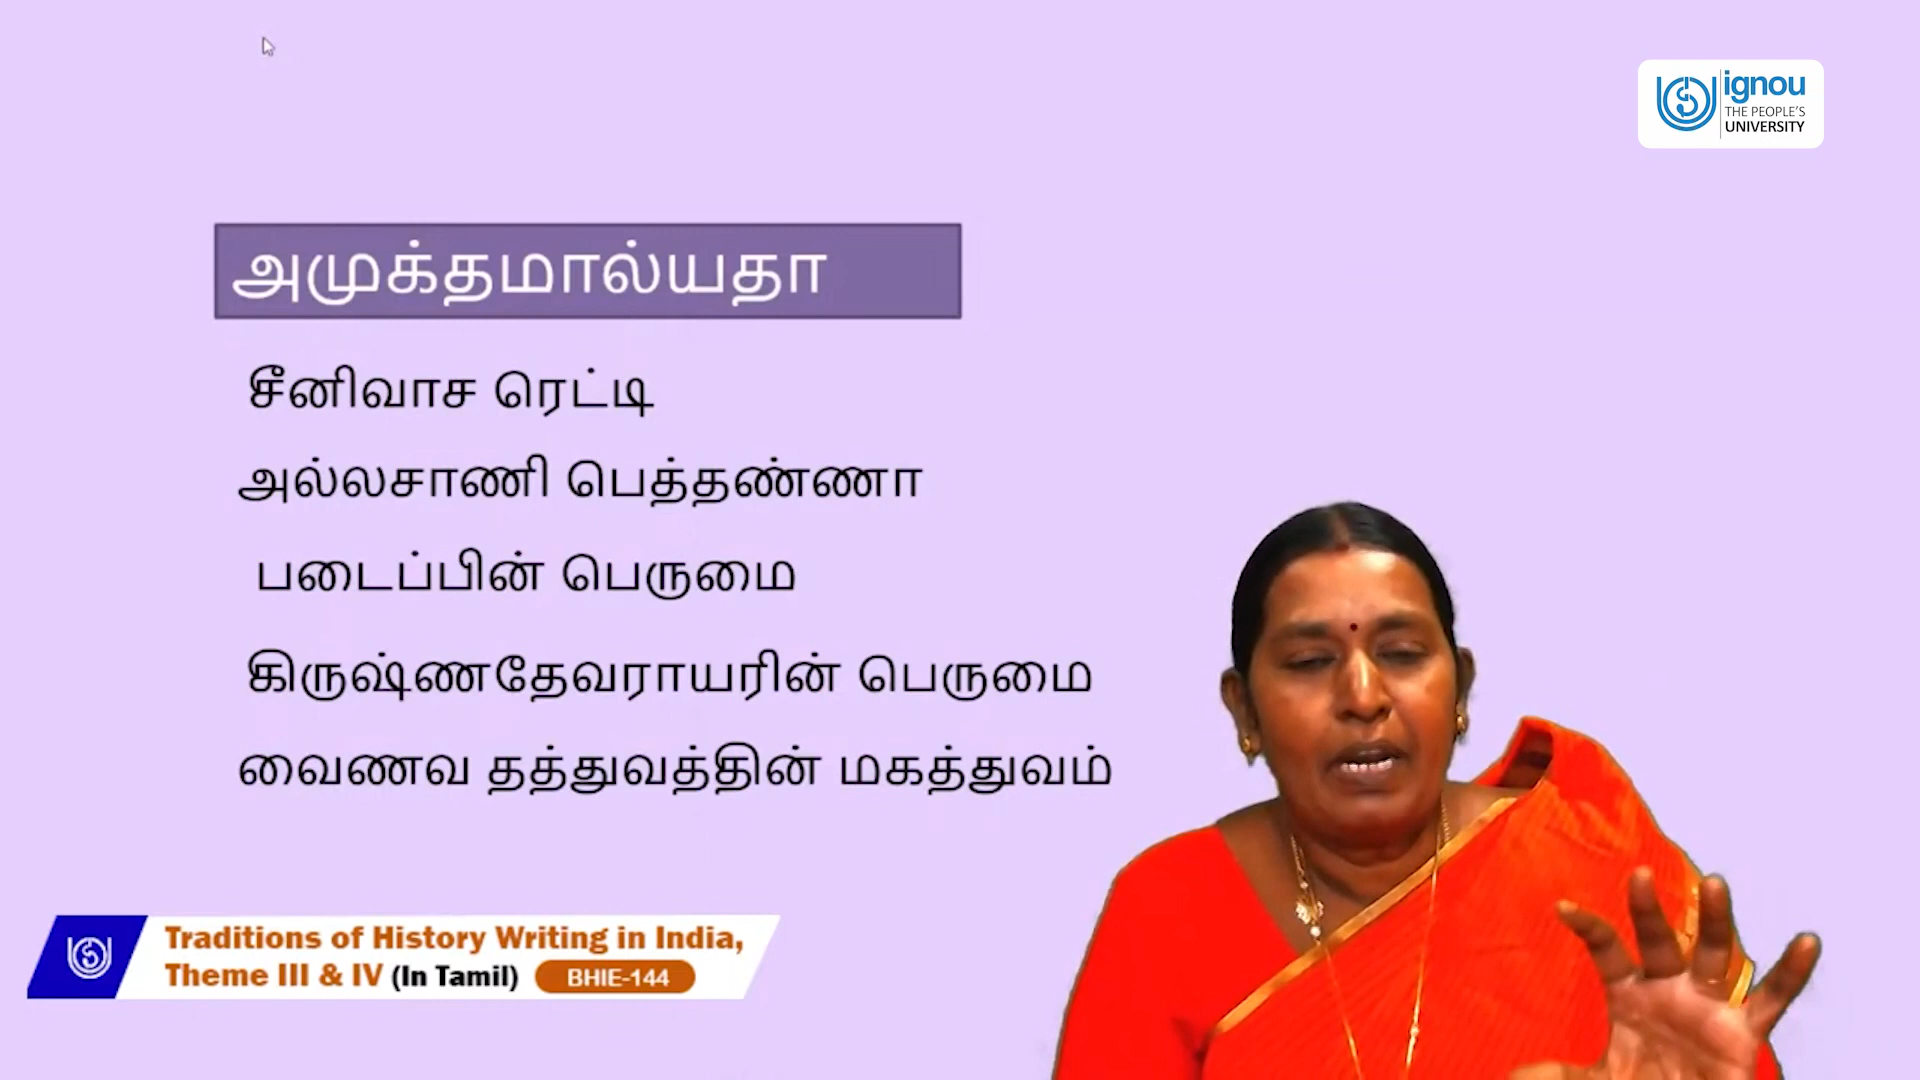 ignou
THE PEOPLE'S
UNIVERSITY
அமுக்தமால்யதா
சீனிவாச ரெட்டி
அல்லசாணி பெத்தண்ணா
படைப்பின் பெருமை
கிருஷ்ணதேவராயரின் பெருமை
வைணவ தத்துவத்தின் மகத்துவம்
Traditions of History Writing in India,
Theme III & IV (In Tamil) BHIE-144